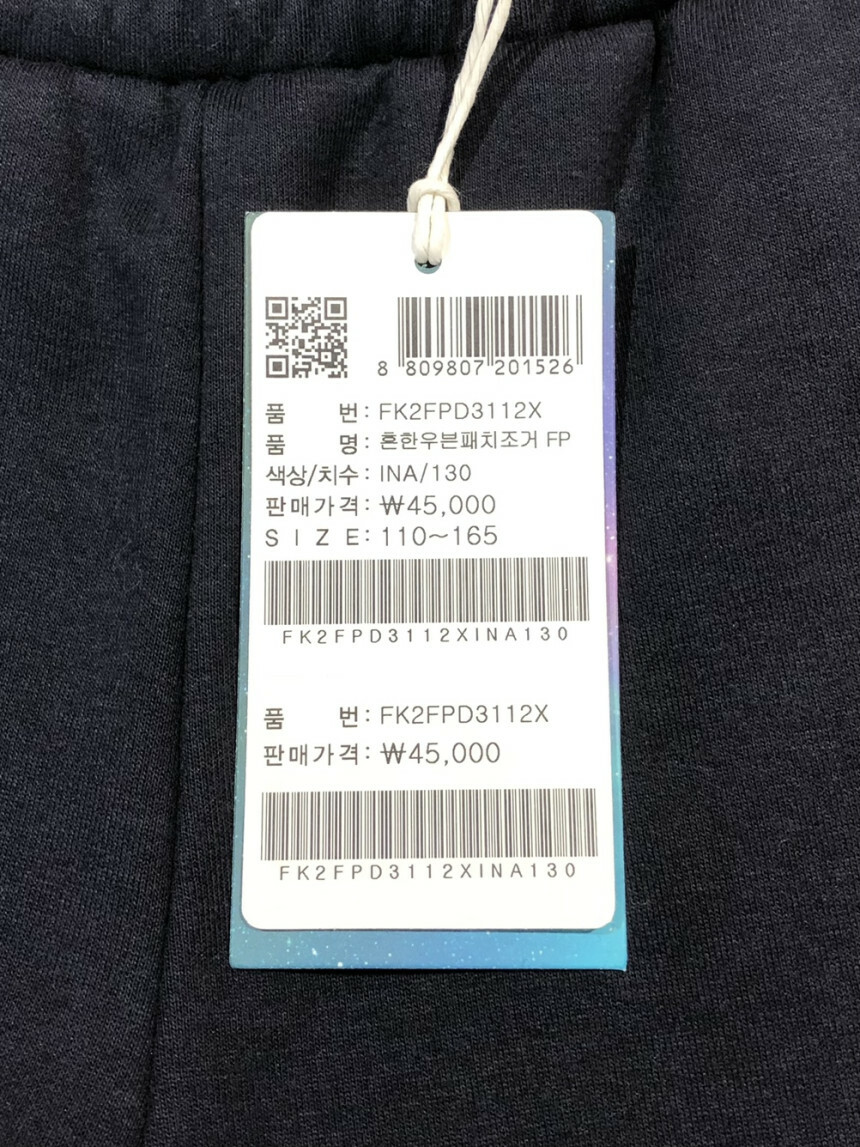 8 809807 201526
품 번: FK2FPD3112X
품 명: 흔한우븐패치조거 FP
색상/치수: INA/130
판매가격: ₩45,000
SIZE: 110~165
FK2FPD3112XINA130
품 번: FK2FPD3112X
판매가격: ₩45,000
FK2FPD3112XINA130